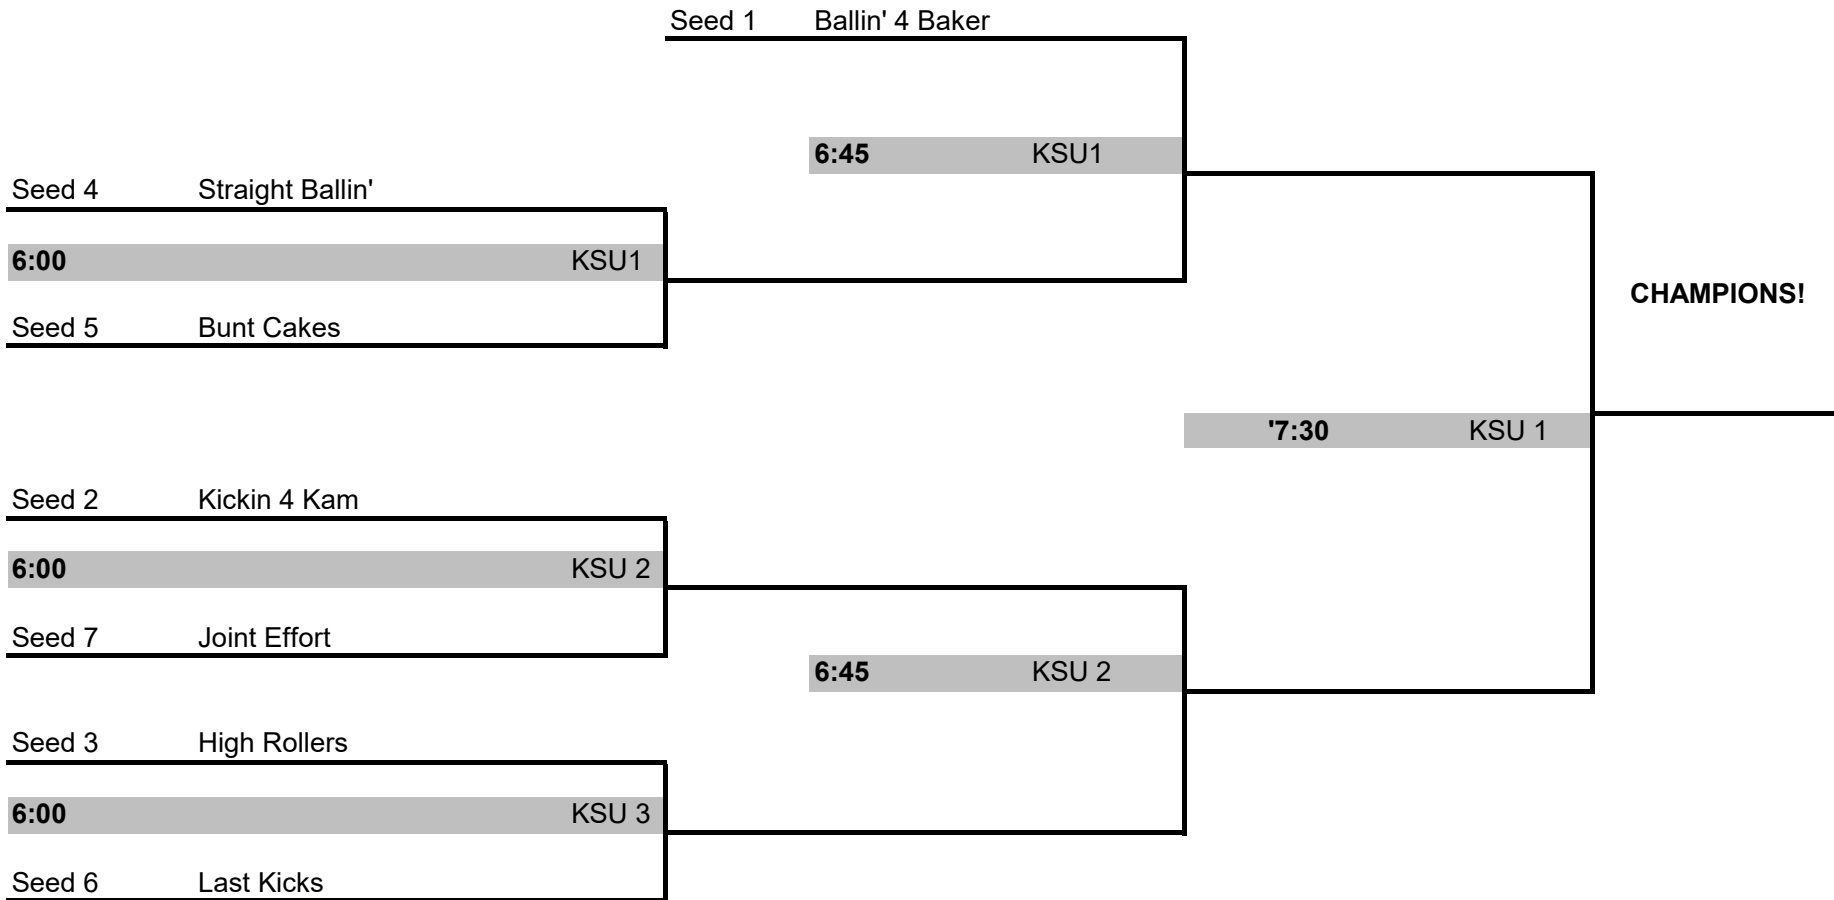 Seed 1 Ballin' 4 Baker
6:45 KSU1
Seed 4 Straight Ballin'
6:00 KSU1
CHAMPIONS!
Seed 5 Bunt Cakes
'7:30 KSU 1
Seed 2 Kickin 4 Kam
6:00 KSU 2
Seed 7 Joint Effort
6:45 KSU 2
Seed 3 High Rollers
6:00 KSU 3
Seed 6 Last Kicks